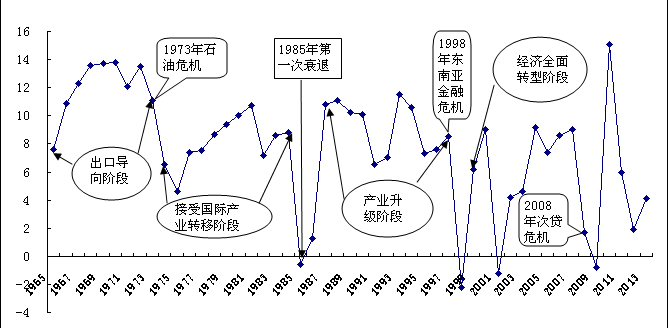 16
14
12
10
8
6
4
2
0
-2
-4
1973年石
油危机
1985年第
一次衰退
1998
年东
南亚
金融
危机
经济全面
转型阶段
出口导
向阶段
接受国际产
业转移阶段
产业升
级阶段
2008
年次贷
危机
1965
1967
1969
1971
1973
1975
1977
1979
1981
1983
1985
1987
1989
1991
1993
1995
1997
1999
2001
2003
2005
2007
2009
2011
2013